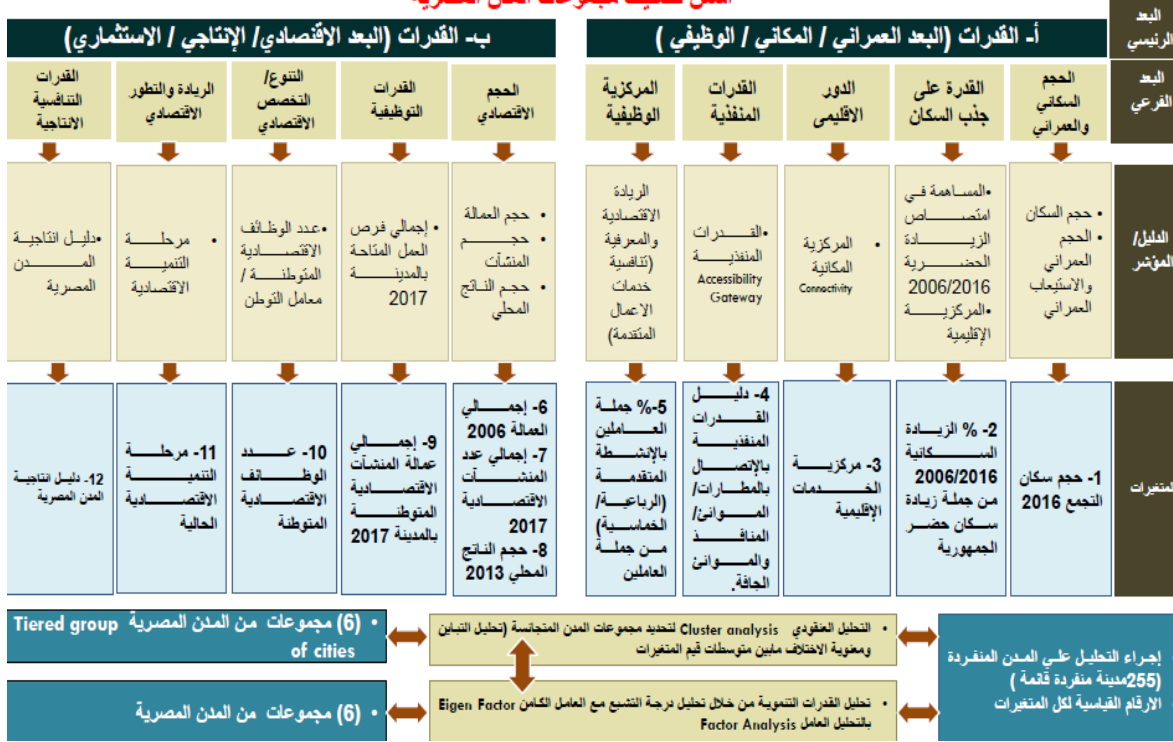 البعد
الرئيسي
أ- القدرات (البعد العمراني / المكاني / الوظيفي )
ب- القدرات (البعد الاقتصادي/ الإنتاجي / الاستثماري)
البعد
الفرعي
الحجم
السكاني
والعمراني
القدرة على
جذب السكان
الدور
الاقليمى
القدرات
المنفذية
المركزية
الوظيفية
الحجم
الاقتصادي
القدرات
التوظيفية
التنوع/
التخصص
الاقتصادي
الريادة والتطور
الاقتصادي
القدرات
التنافسية
الانتاجية
الدليل/
المؤشر
• حجم السكان
• الحجم
العمراني
والاستيعاب
العمراني
•المساهمة في
امتصاص
الزيادة
الحضرية
2006/2016
•المركزية
الإقليمية
• المركزية
المكانية
Connectivity
•القدرات
المنفذية
Accessibility
Gateway
الريادة
الاقتصادية
والمعرفية
(تنافسية
خدمات
الاعمال
المتقدمة)
• حجم العمالة
• حجم
المنشآت
• حجم الناتج
المحلي
• إجمالي فرص
العمل المتاحة
بالمدينة
2017
•عدد الوظائف
الاقتصادية
المتوطنة /
معامل التوطن
• مرحلة
التنمية
الاقتصادية
•دليل انتاجية
المدن
المصرية
المتغيرات
1- حجم سكان
التجمع 2016
2- % الزيادة
السكانية
2006/2016
من جملة زيادة
سكان حضر
الجمهورية
3- مركزية
الخدمات
الإقليمية
4- دليل
القدرات
المنفذية
بالإتصال
بالمطارات/
الموانئ/
المنافذ
والموانئ
الجافة.
5-% جملة
العاملين
بالإنشطة
المتقدمة
(الرباعية/
الخماسية)
من جملة
العاملين
6- إجمالي
العمالة 2006
7- إجمالي عدد
المنشآت
الاقتصادية
2017
8- حجم الناتج
المحلي 2013
9- إجمالي
عمالة المنشآت
الاقتصادية
المتوطنة
بالمدينة 2017
10- عدد
الوظائف
الاقتصادية
المتوطنة
11- مرحلة
التنمية
الاقتصادية
الحالية
12- دليل انتاجية
المدن المصرية
إجراء التحليل على المدن المنفردة
(255مدينة منفردة قائمة )
الارقام القياسية لكل المتغيرات
• التحليل العنقودي Cluster analysis لتحديد مجموعات المدن المتجانسة (تحليل التباين
ومعنوية الاختلاف مابين متوسطات قيم المتغيرات
• (6) مجموعات من المدن المصرية Tiered group
of cities
• تحليل القدرات التنموية من خلال تحليل درجة التشبع مع العامل الكامن Eigen Factor
بالتحليل العامل Factor Analysis
• (6) مجموعات من المدن المصرية